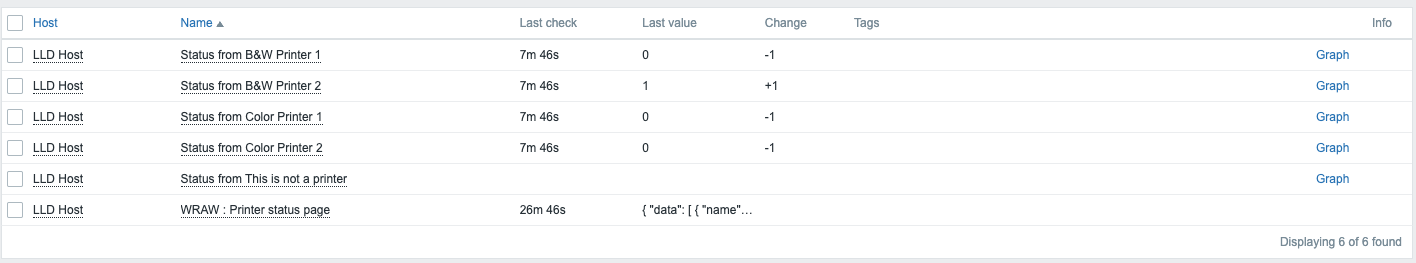 Host Name Last check Last value Change Tags Info
LLD Host Status from B&W Printer 1 7m 46s 0 -1 Graph
LLD Host Status from B&W Printer 2 7m 46s 1 +1 Graph
LLD Host Status from Color Printer 1 7m 46s 0 -1 Graph
LLD Host Status from Color Printer 2 7m 46s 0 -1 Graph
LLD Host Status from This is not a printer Graph
LLD Host WRAW : Printer status page 26m 46s { "data": [ { "name"...
Displaying 6 of 6 found